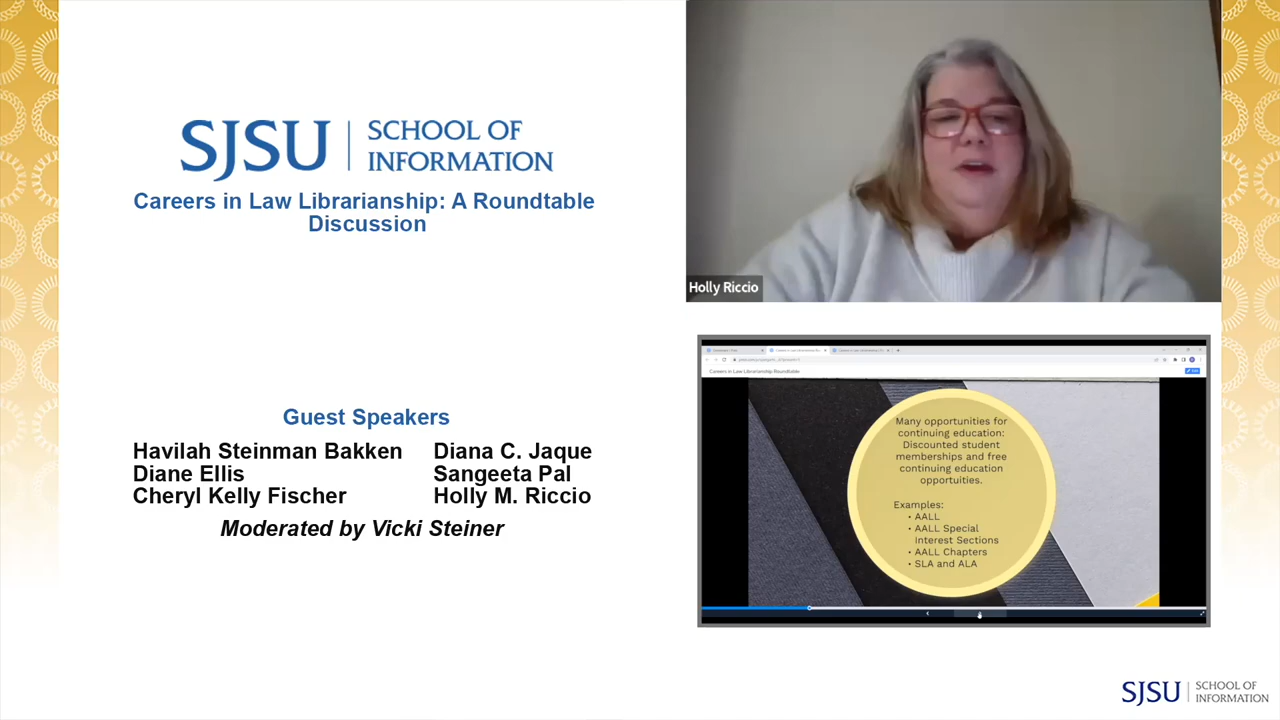 SJSU
SCHOOL OF
INFORMATION
Careers in Law Librarianship: A Roundtable
Discussion
Guest Speakers
Havilah Steinman Bakken
Diana C. Jaque
Diane Ellis
Sangeeta Pal
Cheryl Kelly Fischer
Holly M. Riccio
Moderated by Vicki Steiner
Holly Riccio
Careers in Law Librarianship Roundtable
Many opportunities for
continuing education:
Discounted student
memberships and free
continuing education
opportuities.
Examples:
• AALL
• AALL Special
Interest Sections
• AALL Chapters
• SLA and ALA
SJSU
SCHOOL OF
INFORMATION